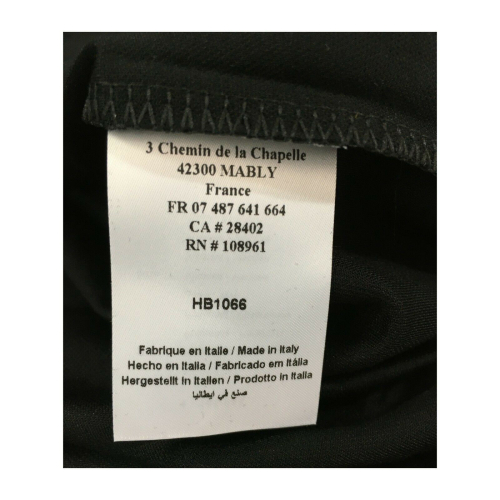 3 Chemin de la Chapelle
42300 MABLY
France
FR 07 487 641 664
CA # 28402
RN # 108961
HB1066
Fabrique en Italie / Made in Italy
Hecho en Italia / Fabricado em Itália
Hergestellt in Italien / Prodotto in Italia
صنع في ايطاليا